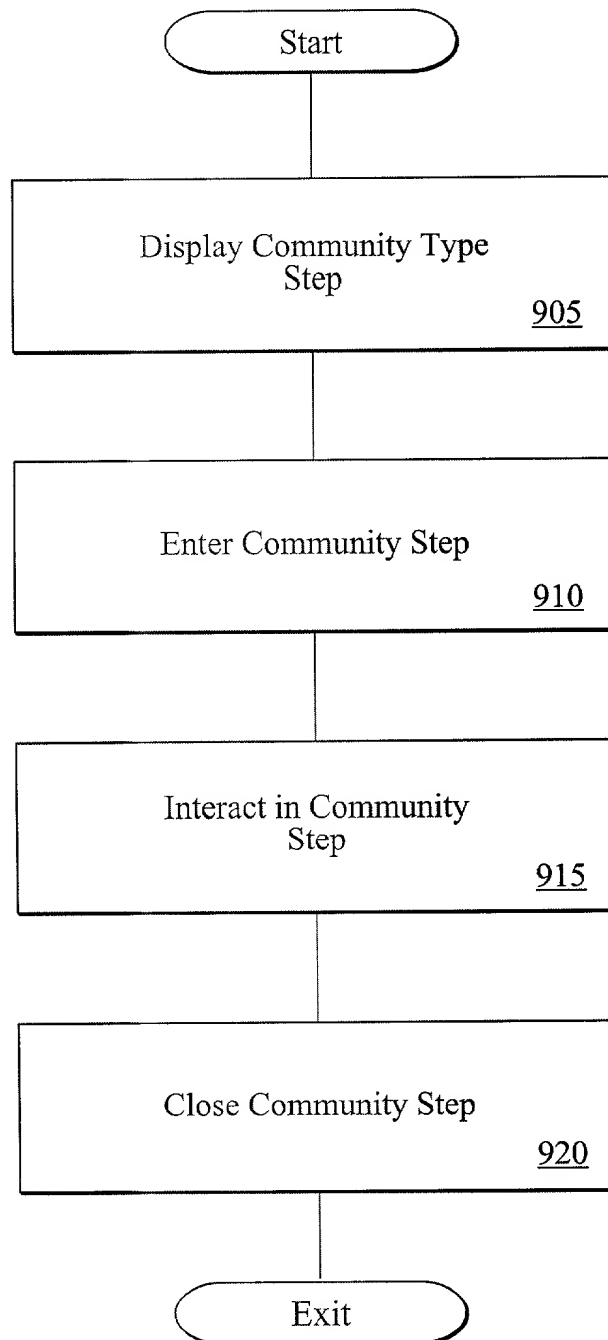 Start
Display Community Type
Step
905
Enter Community Step
910
Interact in Community
Step
915
Close Community Step
920
Exit